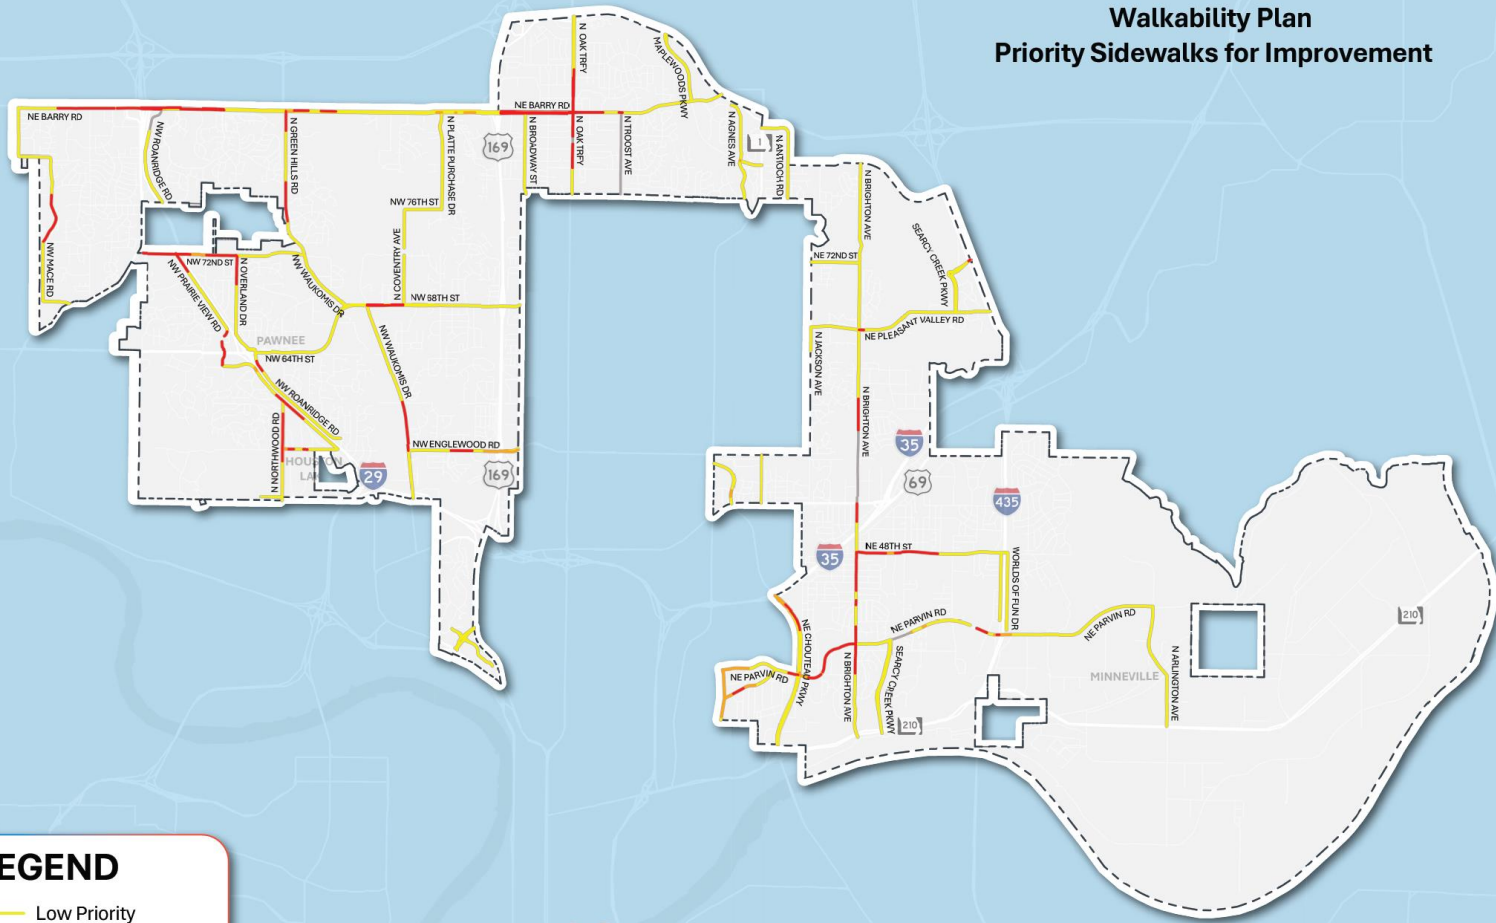 Walkability Plan
Priority Sidewalks for Improvement
N OAK TRFY
MAPLEWOODS PKWY
NE BARRY RD
NE BARRY RD
NW ROANRIDGE RD
N GREEN HILLS RD
N PLATTE PURCHASE DR
169
N BROADWAY ST
N OAK TRFY
N TROOST AVE
N AGNES AVE
1
N ANTIOCH RD
N BRIGHTON AVE
NW 76TH ST
SEARCY CREEK PKWY
NW MACE RD
NW 72ND ST
NW PRAIRIE VIEW RD
N OVERLAND DR
NW WAUKOMIS DR
N COVENTRY AVE
NW 68TH ST
NE 72ND ST
NE PLEASANT VALLEY RD
N JACKSON AVE
PAWNEE
NW 64TH ST
NW WAUKOMIS DR
NW ROANRIDGE RD
N NORTHWOOD RD
N BRIGHTON AVE
NW ENGLEWOOD RD
35
HOUSTON
LAKE
29
169
69
435
35
NE 48TH ST
WORLDS OF FUN DR
NE CHOUTEAU PKWY
NE PARVIN RD
NE PARVIN RD
210
NE PARVIN RD
N BRIGHTON AVE
SEARCY CREEK PKWY
MINNEVILLE
N ARLINGTON AVE
210
EGEND
Low Priority